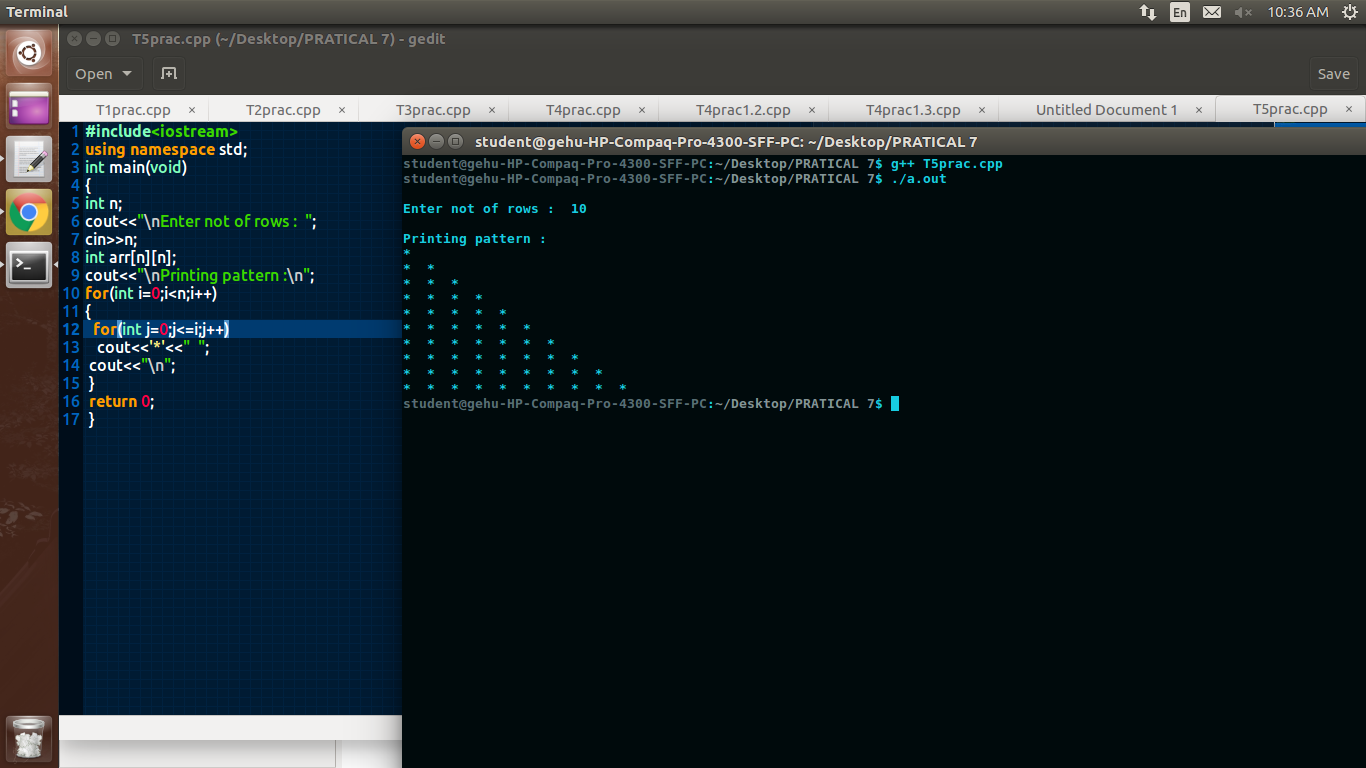 Terminal
En
10:36 AM
T5prac.cpp (~/Desktop/PRATICAL 7) - gedit
Open
Save
T1prac.cpp × T2prac.cpp × T3prac.cpp × T4prac.cpp × T4prac1.2.cpp × T4prac1.3.cpp × Untitled Document 1 × T5prac.cpp ×
1 #include<iostream>
2 using namespace std;
3 int main(void)
4 {
5 int n;
6 cout<<"\nEnter not of rows :  ";
7 cin>>n;
8 int arr[n][n];
9 cout<<"\nPrinting pattern :\n";
10 for(int i=0;i<n;i++)
11 {
12  for(int j=0;j<=i;j++)
13   cout<<'*'<<"  ";
14 cout<<"\n";
15 }
16 return 0;
17 }
student@gehu-HP-Compaq-Pro-4300-SFF-PC: ~/Desktop/PRATICAL 7
student@gehu-HP-Compaq-Pro-4300-SFF-PC:~/Desktop/PRATICAL 7$ g++ T5prac.cpp
student@gehu-HP-Compaq-Pro-4300-SFF-PC:~/Desktop/PRATICAL 7$ ./a.out
Enter not of rows :  10
Printing pattern :
*
*  *
*  *  *
*  *  *  *
*  *  *  *  *
*  *  *  *  *  *
*  *  *  *  *  *  *
*  *  *  *  *  *  *  *
*  *  *  *  *  *  *  *  *
*  *  *  *  *  *  *  *  *  *
student@gehu-HP-Compaq-Pro-4300-SFF-PC:~/Desktop/PRATICAL 7$